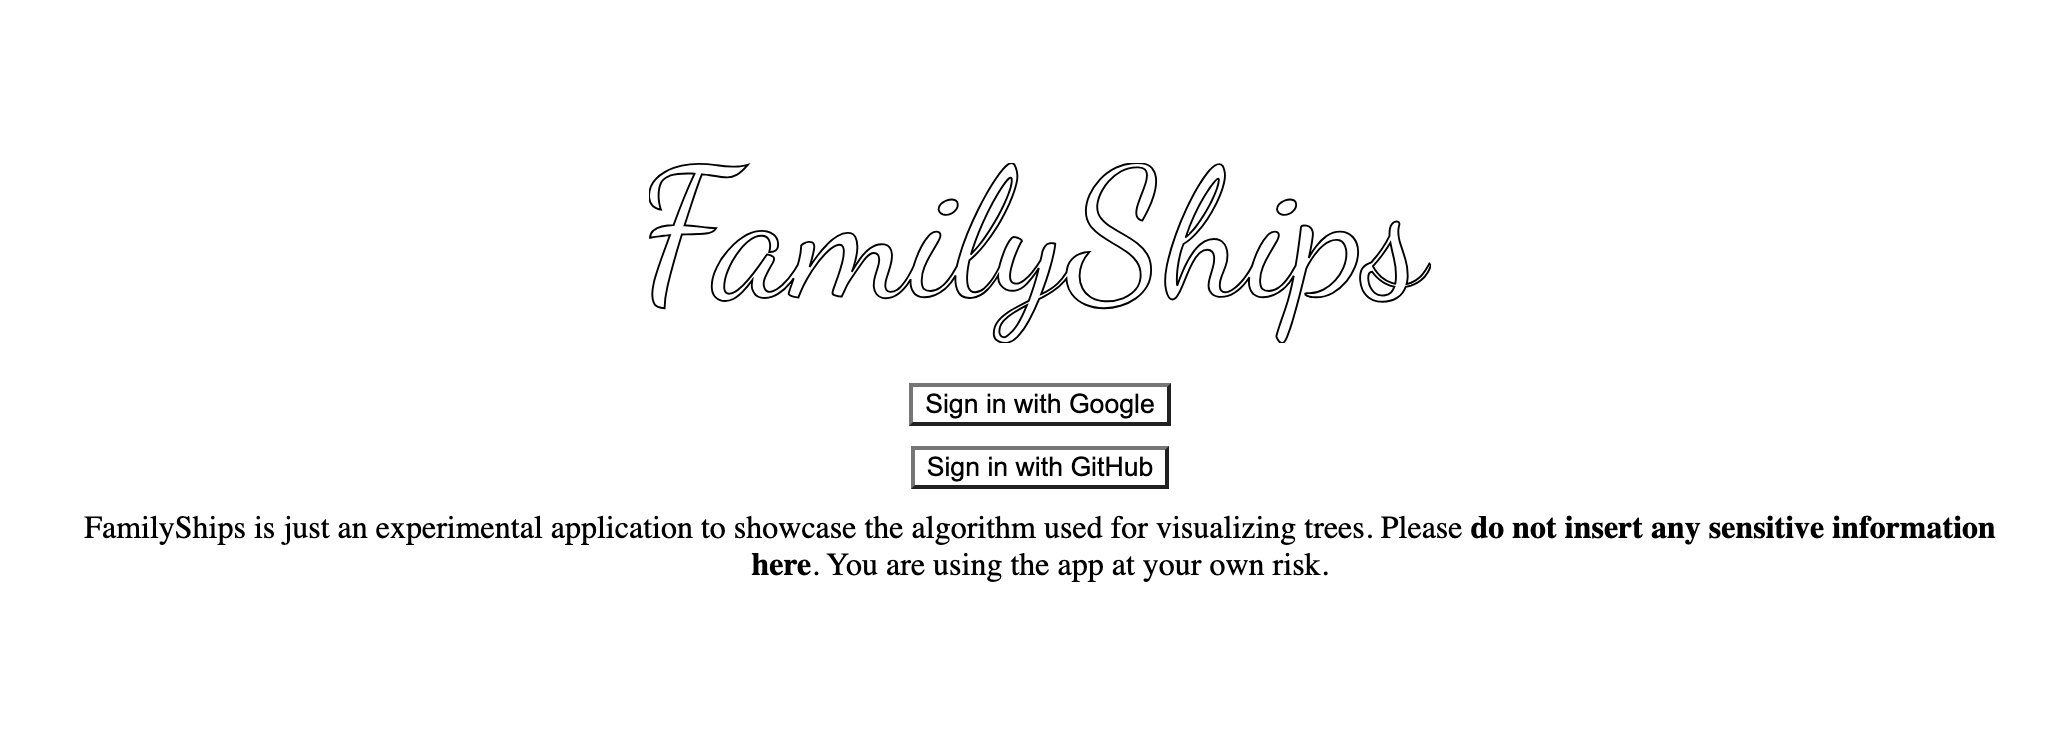 FamilyShips
Sign in with Google
Sign in with GitHub
FamilyShips is just an experimental application to showcase the algorithm used for visualizing trees. Please do not insert any sensitive information
here. You are using the app at your own risk.